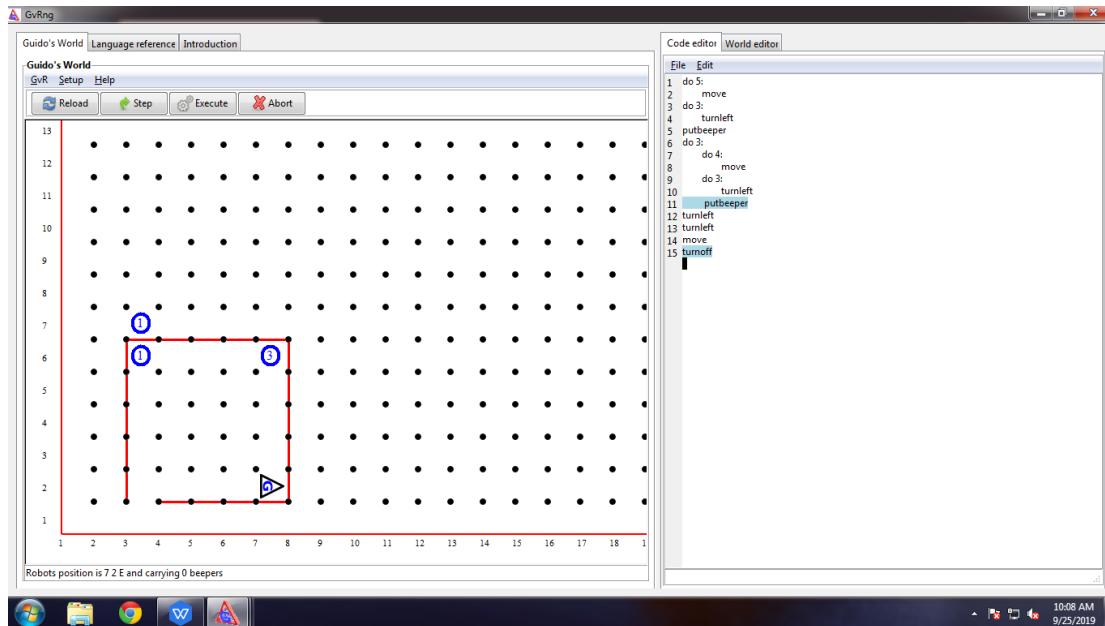 GvRng
Guido's World Language reference Introduction
Guido's World
GvR Setup Help
Reload Step Execute Abort
13
12
11
10
9
8
7
6
5
4
3
2
1
1
1
3
G
1 2 3 4 5 6 7 8 9 10 11 12 13 14 15 16 17 18 1
Robots position is 7 2 E and carrying 0 beepers
Code editor World editor
File Edit
1 do 5:
2 move
3 do 3:
4 turnleft
5 putbeeper
6 do 3:
7 do 4:
8 move
9 do 3:
10 turnleft
11 putbeeper
12 turnleft
13 turnleft
14 move
15 turnoff
W
10:08 AM
9/25/2019